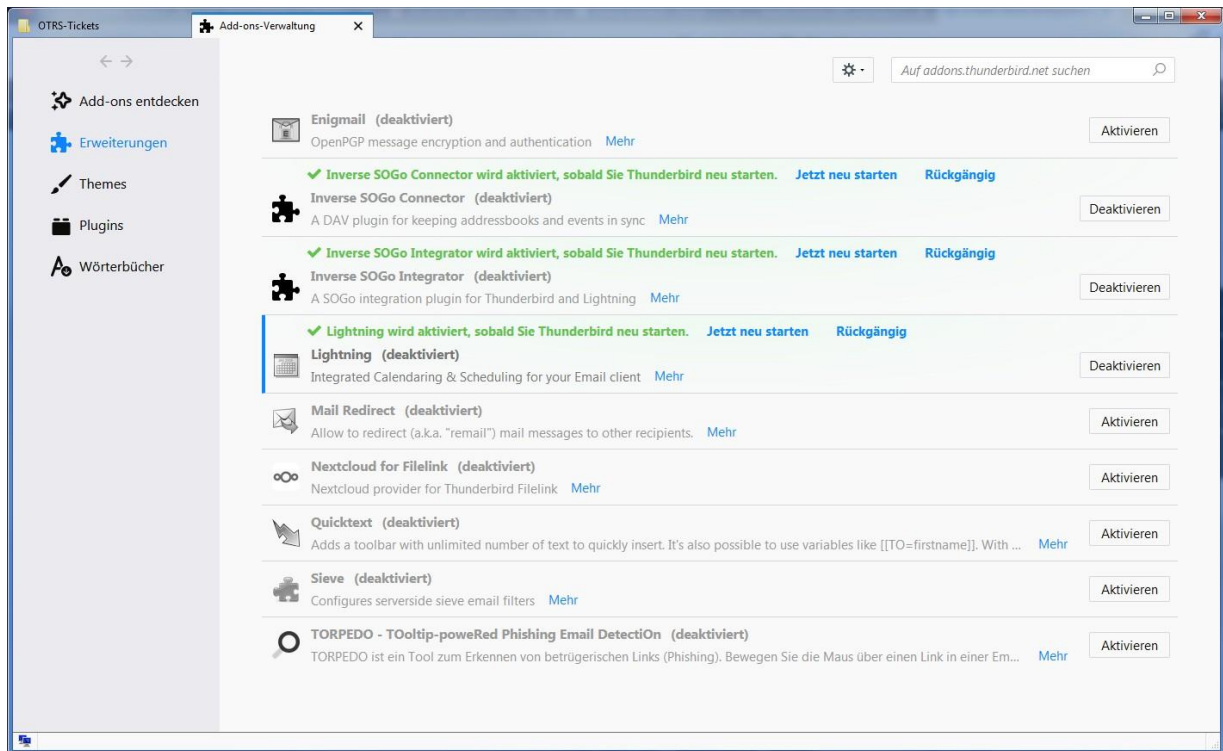 OTRS-Tickets
Add-ons-Verwaltung
Auf addons.thunderbird.net suchen
Add-ons entdecken
Erweiterungen
Themes
Plugins
Wörterbücher
Enigmail (deaktiviert)
OpenPGP message encryption and authentication Mehr
Aktivieren
Inverse SOGo Connector wird aktiviert, sobald Sie Thunderbird neu starten. Jetzt neu starten Rückgängig
Inverse SOGo Connector (deaktiviert)
A DAV plugin for keeping addressbooks and events in sync Mehr
Deaktivieren
Inverse SOGo Integrator wird aktiviert, sobald Sie Thunderbird neu starten. Jetzt neu starten Rückgängig
Inverse SOGo Integrator (deaktiviert)
A SOGo integration plugin for Thunderbird and Lightning Mehr
Deaktivieren
Lightning wird aktiviert, sobald Sie Thunderbird neu starten. Jetzt neu starten Rückgängig
Lightning (deaktiviert)
Integrated Calendaring & Scheduling for your Email client Mehr
Deaktivieren
Mail Redirect (deaktiviert)
Allow to redirect (a.k.a. "remail") mail messages to other recipients. Mehr
Aktivieren
Nextcloud for Filelink (deaktiviert)
Nextcloud provider for Thunderbird Filelink Mehr
Aktivieren
Quicktext (deaktiviert)
Adds a toolbar with unlimited number of text to quickly insert. It's also possible to use variables like [[TO=firstname]]. With ... Mehr
Aktivieren
Sieve (deaktiviert)
Configures serverside sieve email filters Mehr
Aktivieren
TORPEDO - TOoltip-poweRed Phishing Email DetectiOn (deaktiviert)
TORPEDO ist ein Tool zum Erkennen von betrügerischen Links (Phishing). Bewegen Sie die Maus über einen Link in einer Em... Mehr
Aktivieren